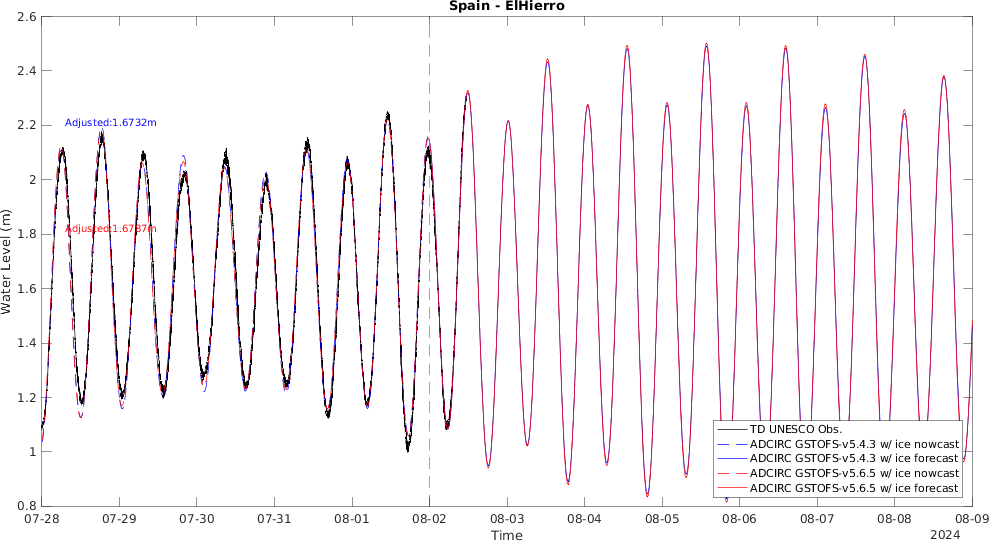 Spain - ElHierro
2.6
2.4
2.2
2
1.8
1.6
1.4
1.2
1
0.8
Water Level (m)
Adjusted:1.6732m
Adjusted:1.6737m
TD UNESCO Obs.
ADCIRC GSTOFS-v5.4.3 w/ ice nowcast
ADCIRC GSTOFS-v5.4.3 w/ ice forecast
ADCIRC GSTOFS-v5.6.5 w/ ice nowcast
ADCIRC GSTOFS-v5.6.5 w/ ice forecast
07-28 07-29 07-30 07-31 08-01 08-02 08-03 08-04 08-05 08-06 08-07 08-08 08-09
Time
2024